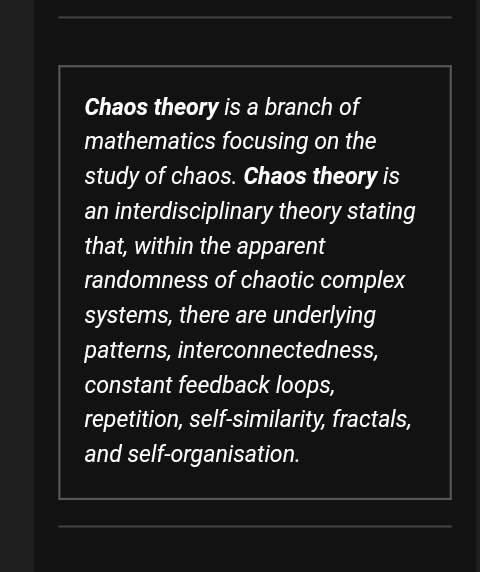 Chaos theory is a branch of
mathematics focusing on the
study of chaos. Chaos theory is
an interdisciplinary theory stating
that, within the apparent
randomness of chaotic complex
systems, there are underlying
patterns, interconnectedness,
constant feedback loops,
repetition, self-similarity, fractals,
and self-organisation.